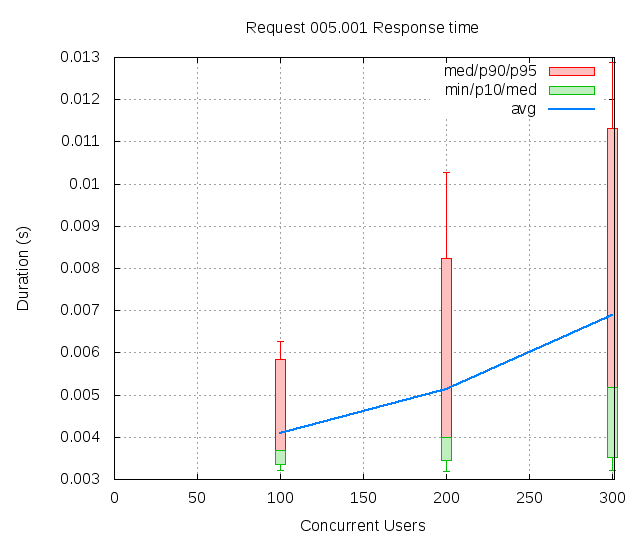 Request 005.001 Response time
0.013
0.012
0.011
0.01
0.009
0.008
0.007
0.006
0.005
0.004
0.003
Duration (s)
med/p90/p95
min/p10/med
avg
0 50 100 150 200 250 300
Concurrent Users